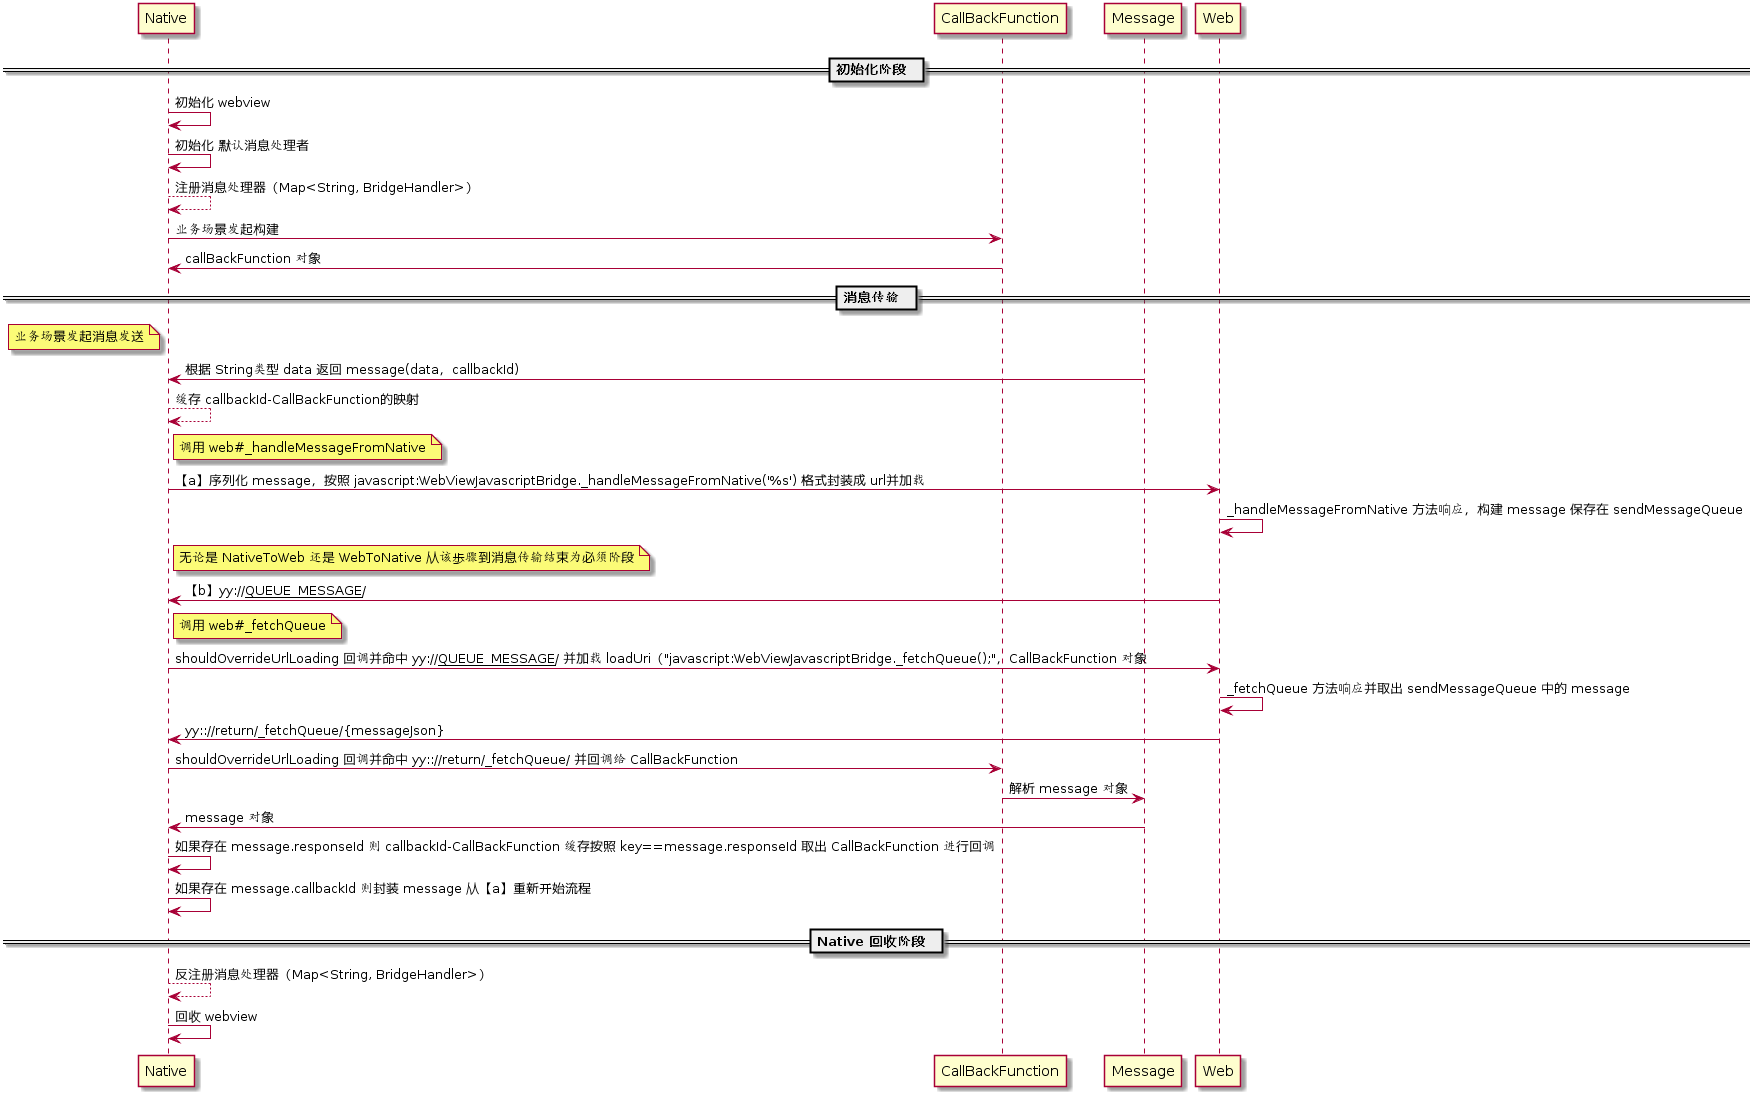 Native
CallBackFunction
Message
Web
初始化阶段
初始化 webview
初始化 默认消息处理者
注册消息处理器（Map<String, BridgeHandler>）
业务场景发起构建
callBackFunction 对象
消息传输
业务场景发起消息发送
根据 String类型 data 返回 message(data，callbackId)
缓存 callbackId-CallBackFunction的映射
调用 web#_handleMessageFromNative
【a】序列化 message，按照 javascript:WebViewJavascriptBridge._handleMessageFromNative('%s') 格式封装成 url并加载
_handleMessageFromNative 方法响应，构建 message 保存在 sendMessageQueue
无论是 NativeToWeb 还是 WebToNative 从该步骤到消息传输结束为必须阶段
【b】yy://QUEUE_MESSAGE/
调用 web#_fetchQueue
shouldOverrideUrlLoading 回调并命中 yy://QUEUE_MESSAGE/ 并加载 loadUri（"javascript:WebViewJavascriptBridge._fetchQueue();"，CallBackFunction 对象
_fetchQueue 方法响应并取出 sendMessageQueue 中的 message
yy:://return/_fetchQueue/{messageJson}
shouldOverrideUrlLoading 回调并命中 yy:://return/_fetchQueue/ 并回调给 CallBackFunction
解析 message 对象
message 对象
如果存在 message.responseId 则 callbackId-CallBackFunction 缓存按照 key==message.responseId 取出 CallBackFunction 进行回调
如果存在 message.callbackId 则封装 message 从【a】重新开始流程
Native 回收阶段
反注册消息处理器（Map<String, BridgeHandler>）
回收 webview
Native
CallBackFunction
Message
Web